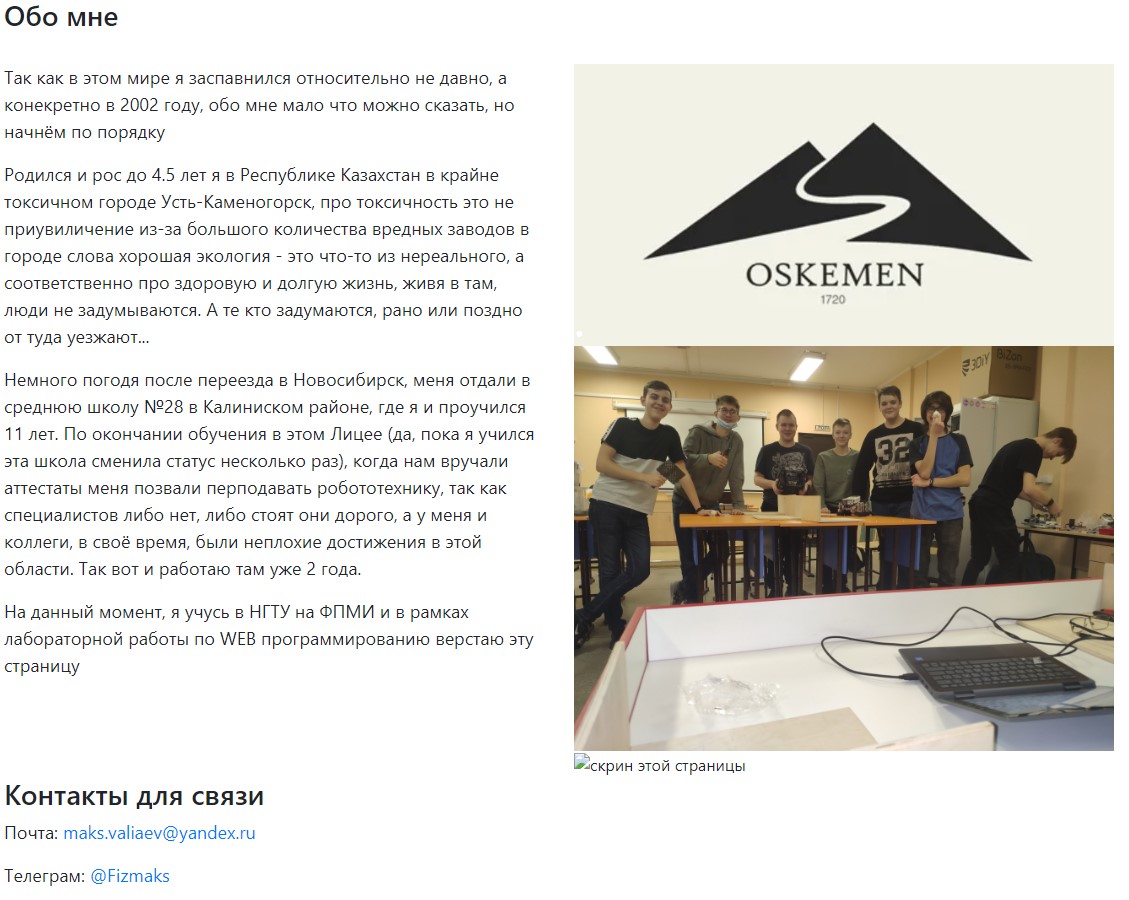 Обо мне
Так как в этом мире я заспавнился относительно не давно, а
конекретно в 2002 году, обо мне мало что можно сказать, но
начнём по порядку
Родился и рос до 4.5 лет я в Республике Казахстан в крайне
токсичном городе Усть-Каменогорск, про токсичность это не
приувиличение из-за большого количества вредных заводов в
городе слова хорошая экология - это что-то из нереального, а
соответственно про здоровую и долгую жизнь, живя в там,
люди не задумываются. А те кто задумаются, рано или поздно
от туда уезжают...
Немного погодя после переезда в Новосибирск, меня отдали в
среднюю школу №28 в Калиниском районе, где я и проучился
11 лет. По окончании обучения в этом Лицее (да, пока я учился
эта школа сменила статус несколько раз), когда нам вручали
аттестаты меня позвали перподавать робототехнику, так как
специалистов либо нет, либо стоят они дорого, а у меня и
коллеги, в своё время, были неплохие достижения в этой
области. Так вот и работаю там уже 2 года.
На данный момент, я учусь в НГТУ на ФПМИ и в рамках
лабораторной работы по WEB программированию верстаю эту
страницу
OSKEMEN
1720
3DiY
BiZon
32
скрин этой страницы
Контакты для связи
Почта: maks.valiaev@yandex.ru
Телеграм: @Fizmaks